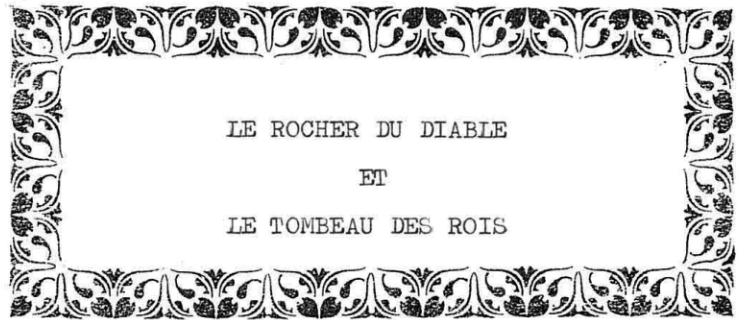 LE ROCHER DU DIABLE
ET
LE TOMBEAU DES ROIS